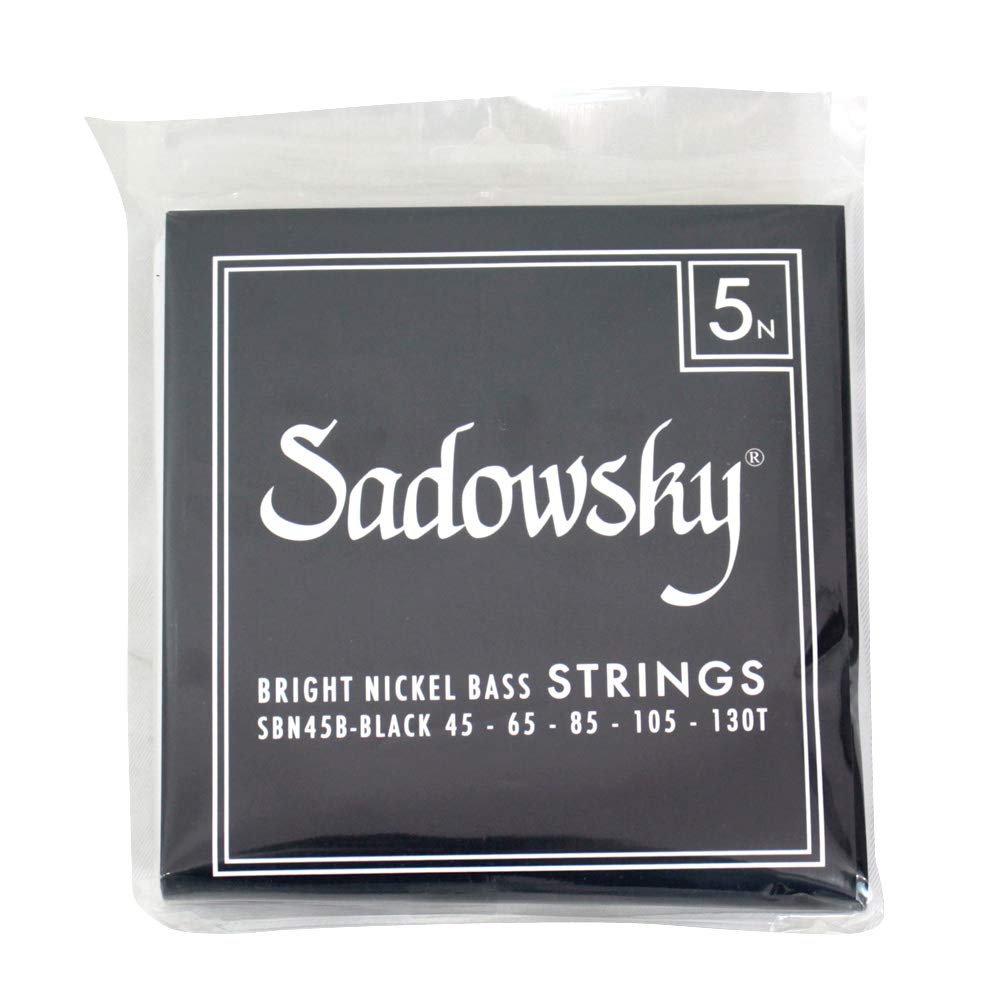 5N
Sadowsky®
BRIGHT NICKEL BASS STRINGS
SBN45B-BLACK 45 - 65 - 85 - 105 - 130T